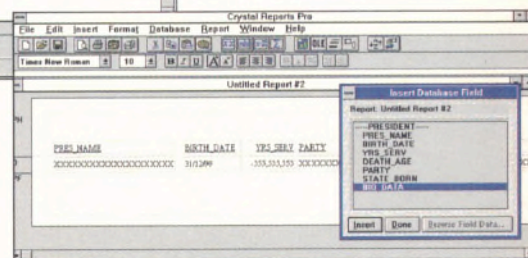 Crystal Reports Pro
File Edit Insert Format Database Report Window Help
Times New Roman 10 B I U
Untitled Report #2
PRES_NAME BIRTH_DATE YRS_SERV PARTY
XXXXXXXXXXXXXXXXXXXXX 31/12/99 -555,555,555 XXXXXXX
Insert Database Field
Report: Untitled Report #2
----PRESIDENT----
PRES_NAME
BIRTH_DATE
YRS_SERV
DEATH_AGE
PARTY
STATE_BORN
BIO_DATA
Insert Done Browse Field Data...